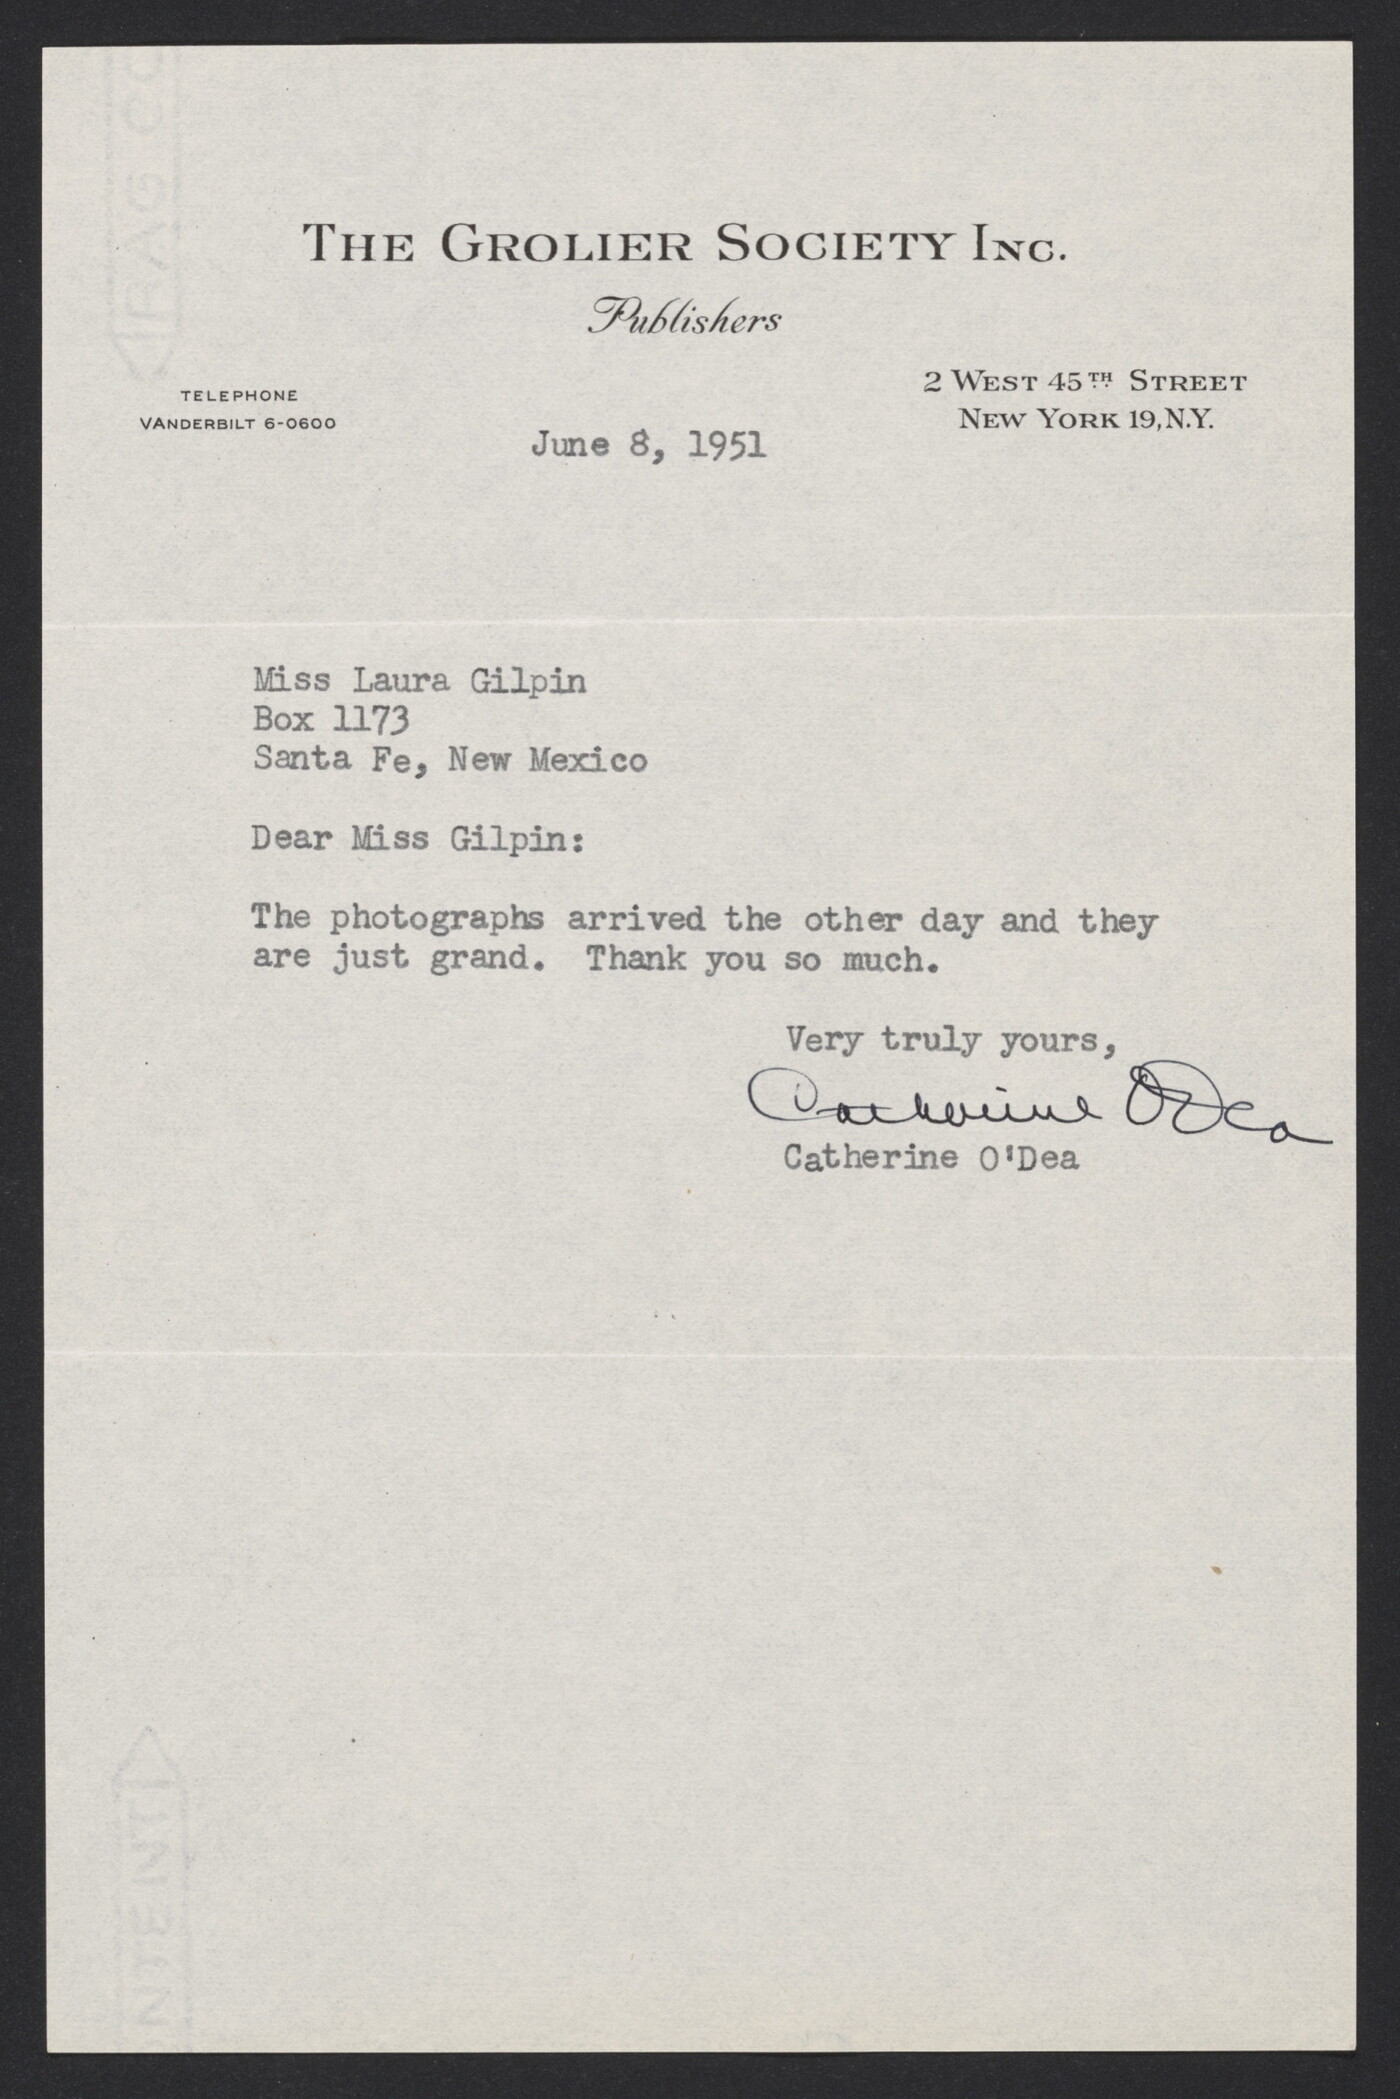 THE GROLIER SOCIETY INC.
Publishers
TELEPHONE
VANDERBILT 6-0600
2 WEST 45TH STREET
NEW YORK 19, N.Y.
June 8, 1951
Miss Laura Gilpin
Box 1173
Santa Fe, New Mexico
Dear Miss Gilpin:
The photographs arrived the other day and they
are just grand. Thank you so much.
Very truly yours,
Catherine O'Dea
Catherine O'Dea